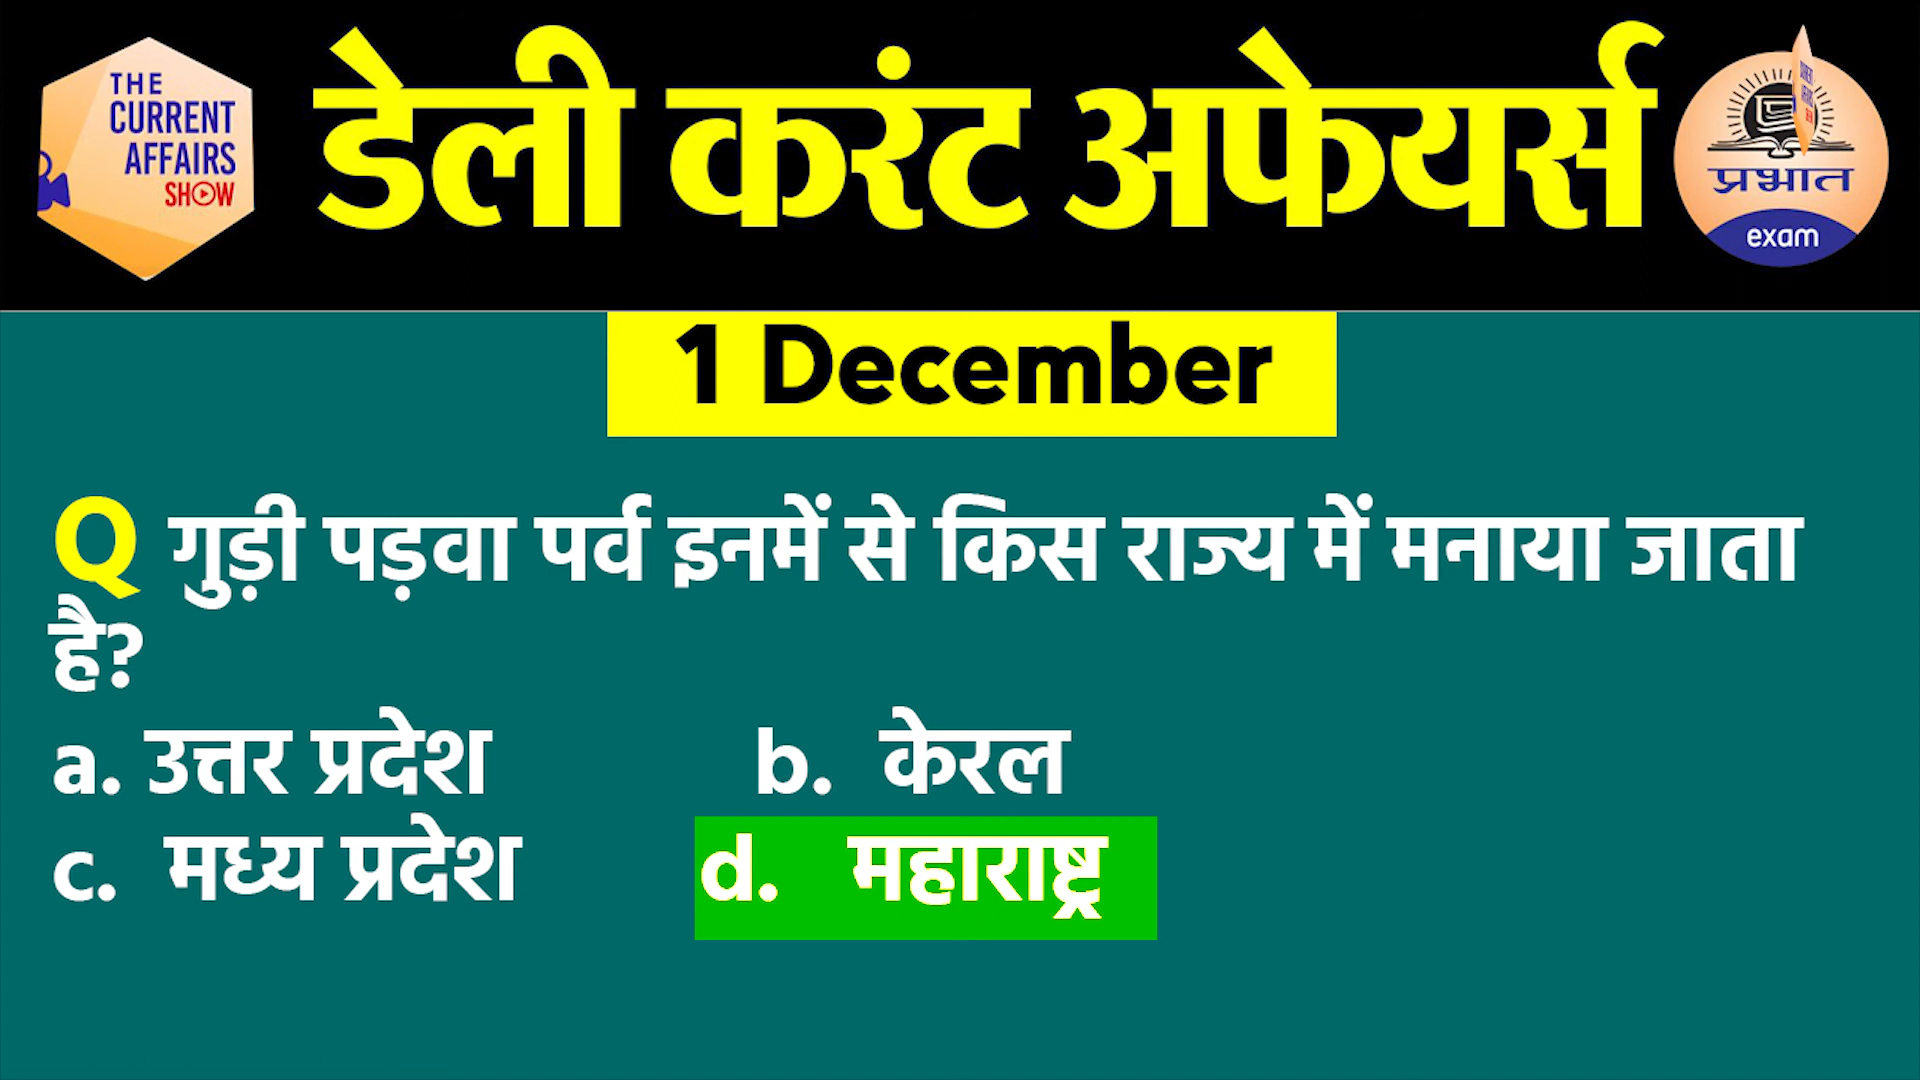 THE
CURRENT
AFFAIRS
SHOW
डेली करंट अफेयर्स
प्रभात
exam
1 December
Q गुड़ी पड़वा पर्व इनमें से किस राज्य में मनाया जाता
है?
a. उत्तर प्रदेश b. केरल
c. मध्य प्रदेश d. महाराष्ट्र